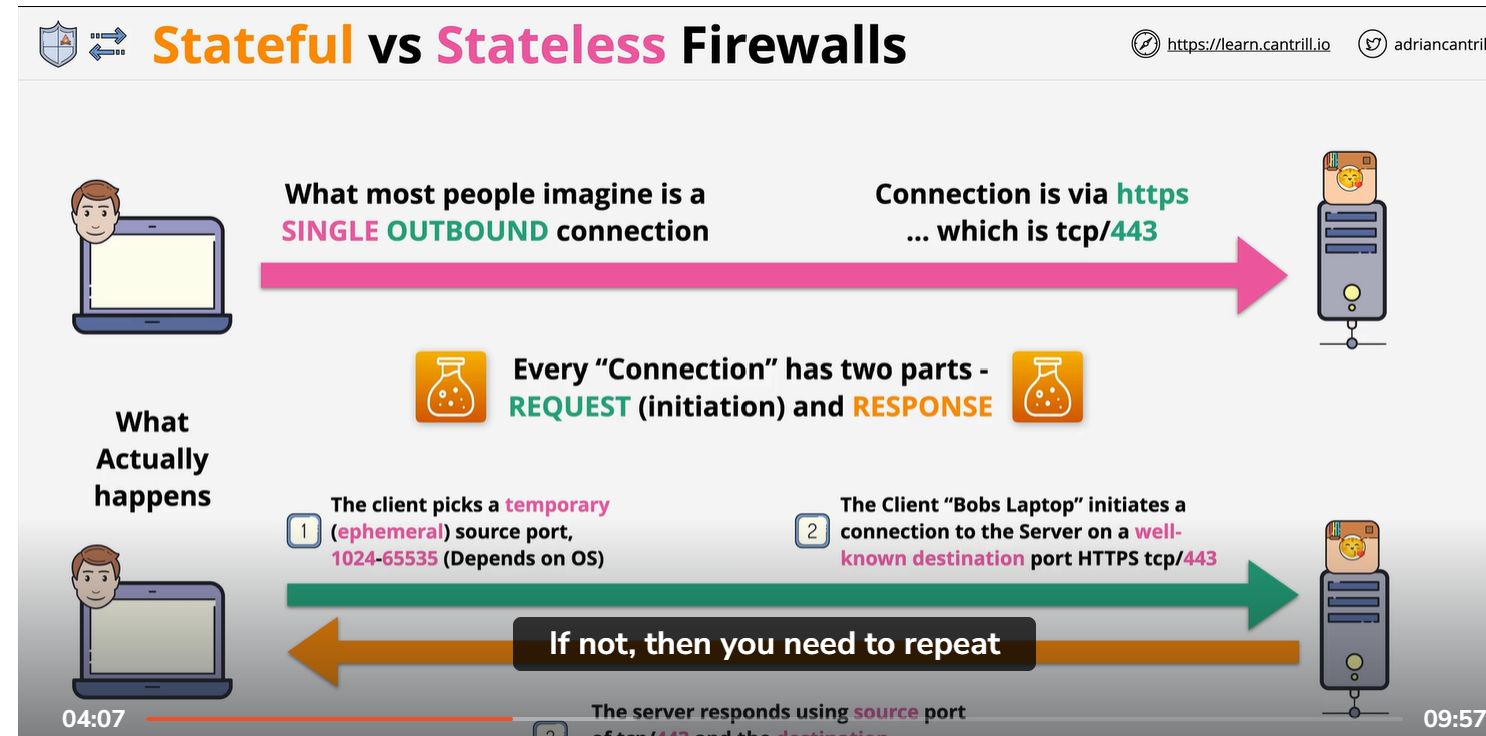 Stateful vs Stateless Firewalls
https://learn.cantrill.io
adriancantril
What most people imagine is a
SINGLE OUTBOUND connection
Connection is via https
... which is tcp/443
Every “Connection” has two parts -
REQUEST (initiation) and RESPONSE
What
Actually
happens
1
The client picks a temporary
(ephemeral) source port,
1024-65535 (Depends on OS)
2
The Client “Bobs Laptop” initiates a
connection to the Server on a well-
known destination port HTTPS tcp/443
If not, then you need to repeat
04:07
09:57
3
The server responds using source port
of tcp/443 and the destination